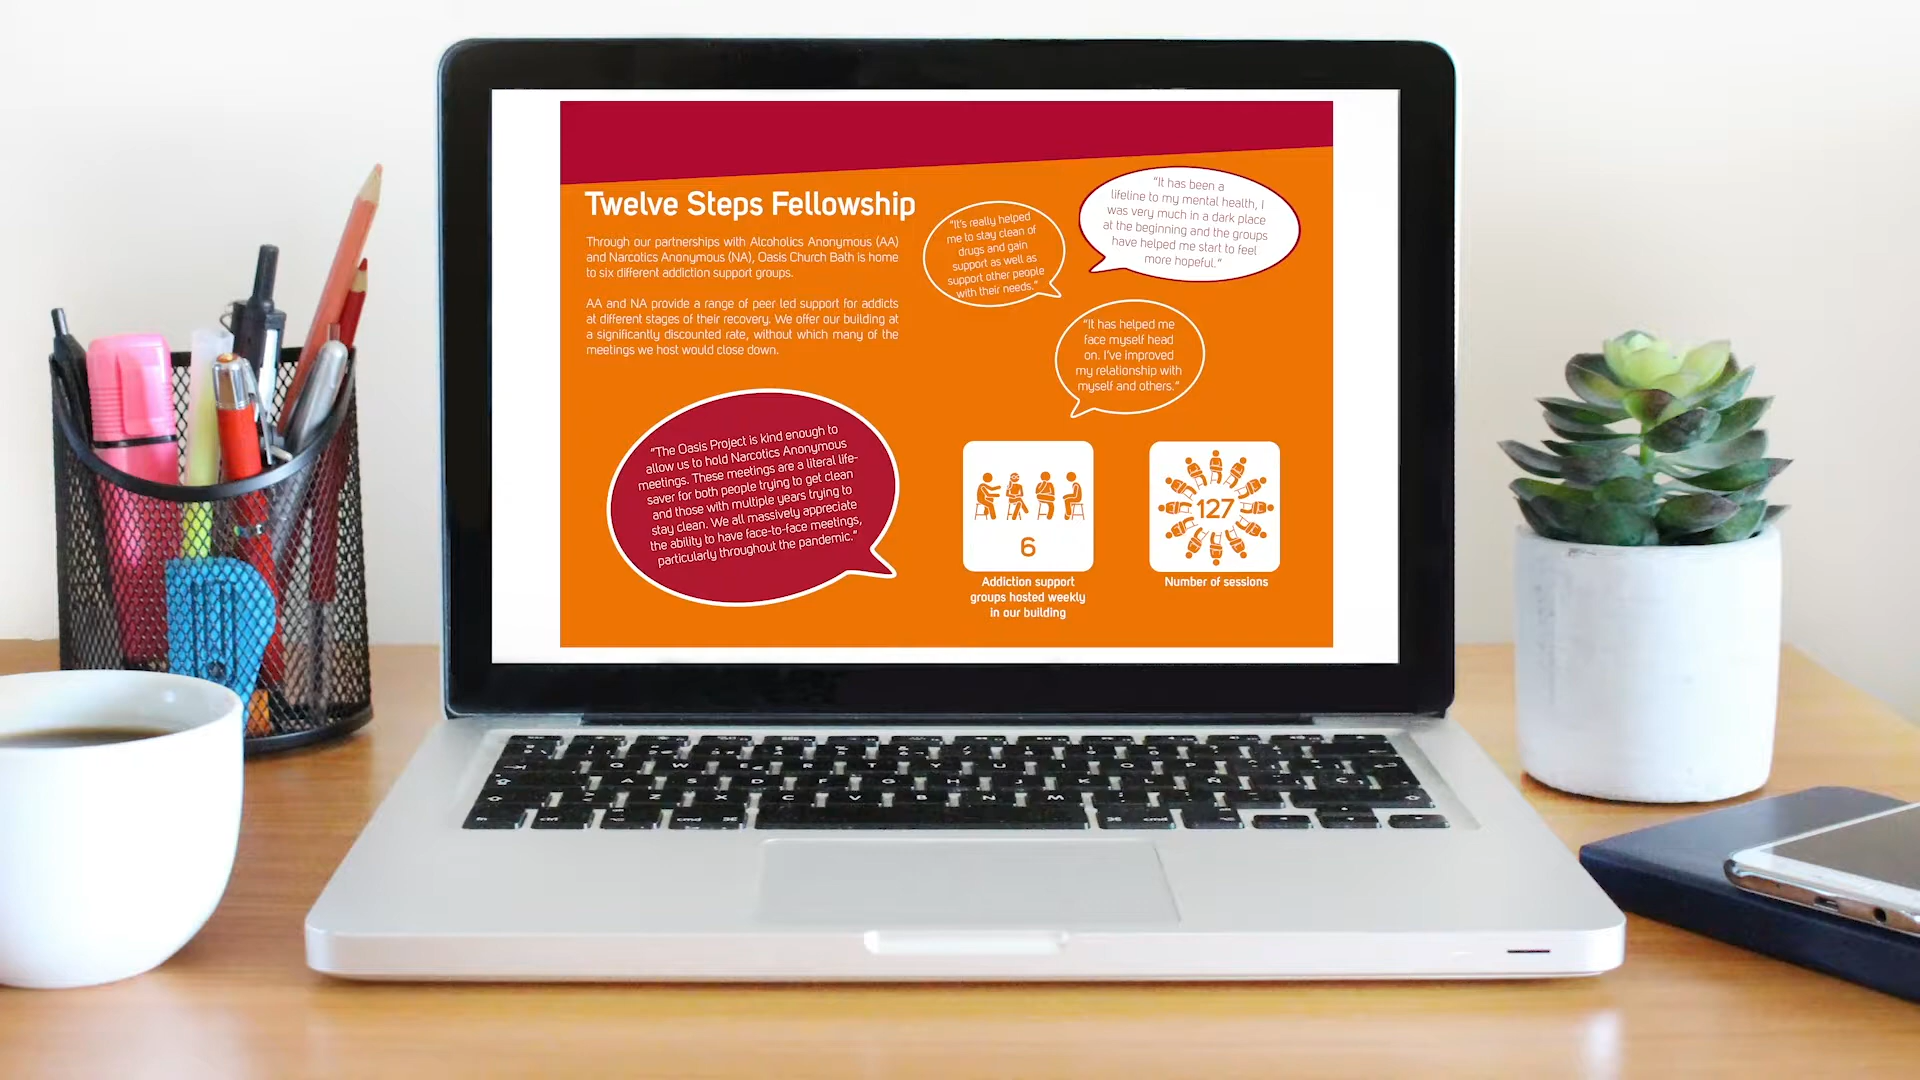 Twelve Steps Fellowship
Through our partnerships with Alcoholics Anonymous (AA)
and Narcotics Anonymous (NA), Oasis Church Bath is home
to six different addiction support groups.
AA and NA provide a range of peer led support for addicts
at different stages of their recovery. We offer our building at
a significantly discounted rate, without which many of the
meetings we host would close down.
"The Oasis Project is kind enough to
allow us to hold Narcotics Anonymous
meetings. These meetings are a literal life-
saver for both people trying to get clean
and those with multiple years trying to
stay clean. We all massively appreciate
the ability to have face-to-face meetings,
particularly throughout the pandemic."
"It's really helped
me to stay clean of
drugs and gain
support as well as
support other people
with their needs."
"It has been a
lifeline to my mental health, I
was very much in a dark place
at the beginning and the groups
have helped me start to feel
more hopeful."
"It has helped me
face myself head
on. I've improved
my relationship with
myself and others."
6
Addiction support
groups hosted weekly
in our building
127
Number of sessions
Q W E R T Y U I O P
A S D F G H J K L Ñ
Z X C V B N M
fn ctrl cmd cmd